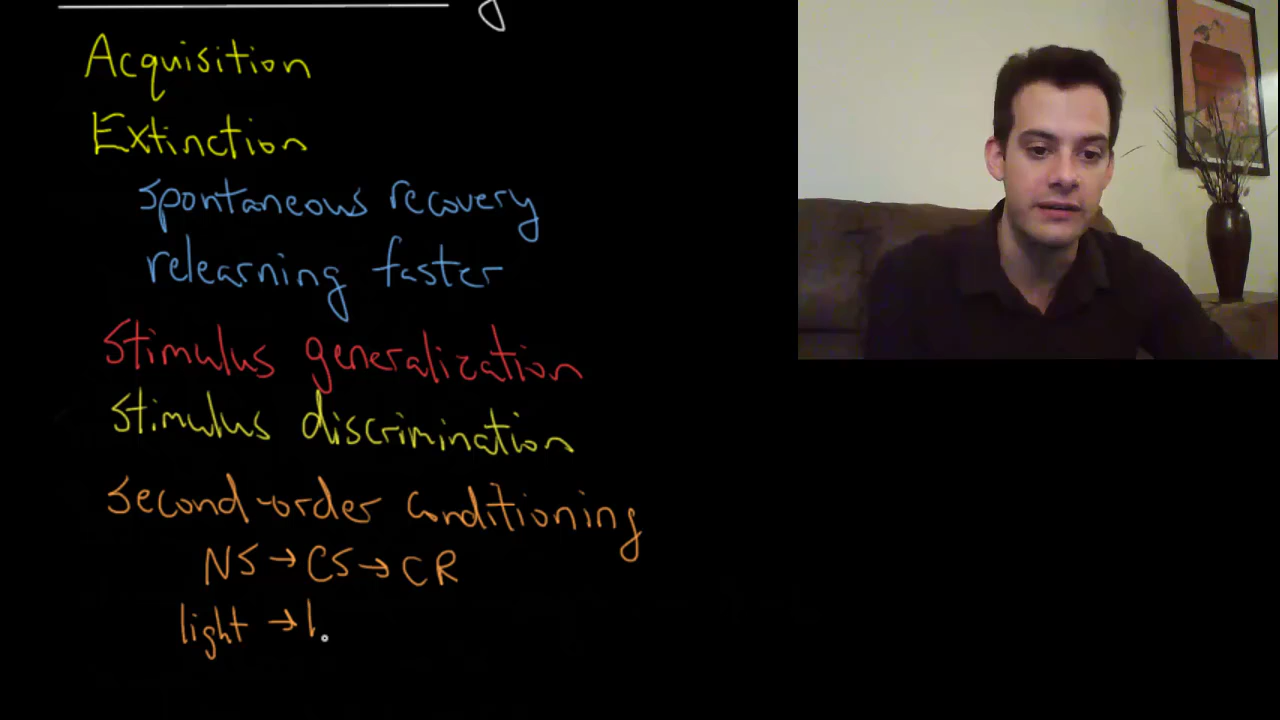 Acquisition
Extinction
spontaneous recovery
relearning faster
Stimulus generalization
Stimulus discrimination
Second-order conditioning
NS → CS → CR
light →